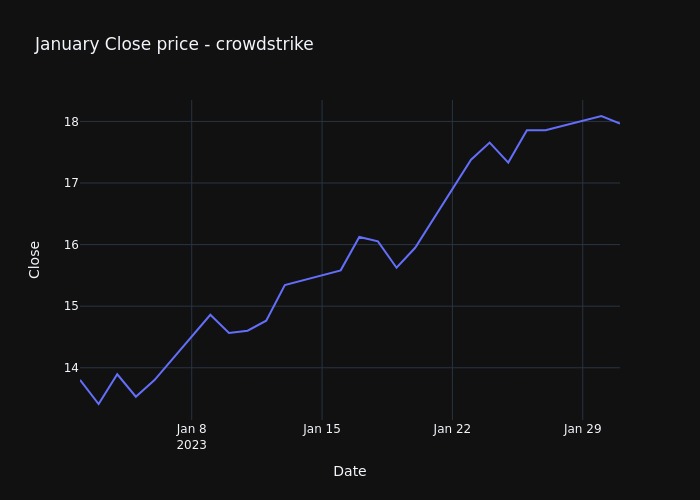 January Close price - crowdstrike
18
17
16
15
14
Close
Jan 8
2023
Jan 15
Jan 22
Jan 29
Date